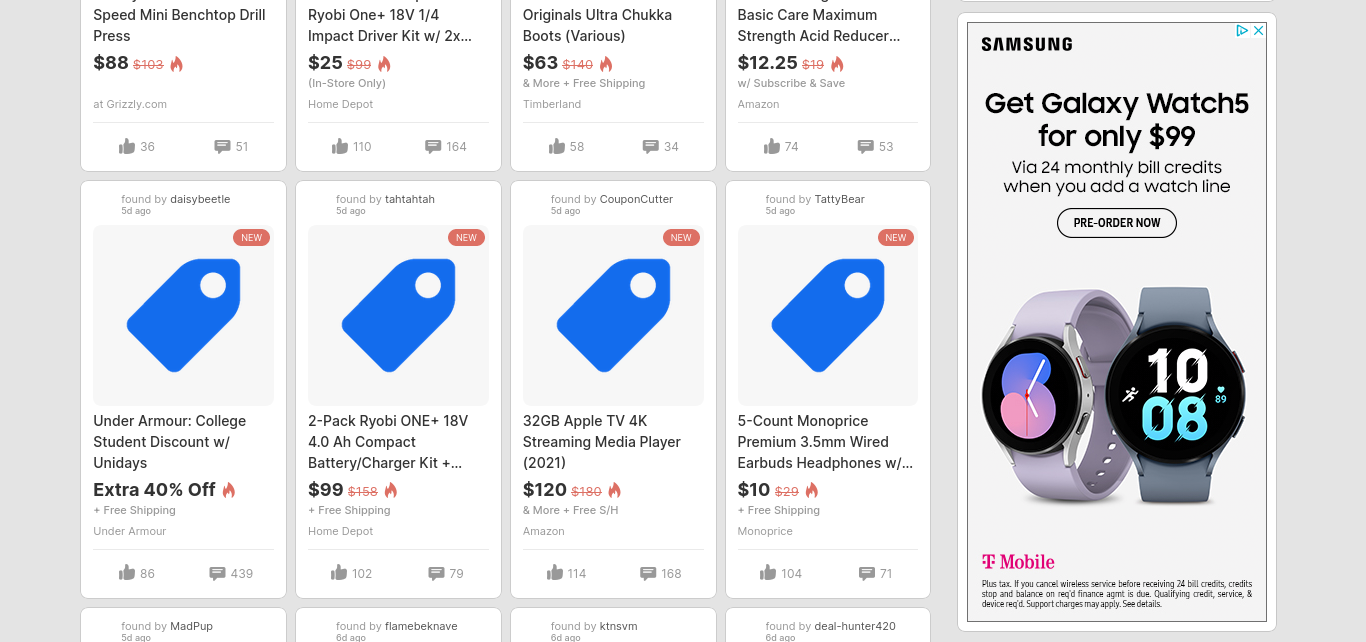 Speed Mini Benchtop Drill
Press
$88 $103
at Grizzly.com
36 51
Ryobi One+ 18V 1/4
Impact Driver Kit w/ 2x...
$25 $99
(In-Store Only)
Home Depot
110 164
Originals Ultra Chukka
Boots (Various)
$63 $140
& More + Free Shipping
Timberland
58 34
Basic Care Maximum
Strength Acid Reducer...
$12.25 $19
w/ Subscribe & Save
Amazon
74 53
found by daisybeetle
5d ago
NEW
Under Armour: College
Student Discount w/
Unidays
Extra 40% Off
+ Free Shipping
Under Armour
86 439
found by tahtahtah
5d ago
NEW
2-Pack Ryobi ONE+ 18V
4.0 Ah Compact
Battery/Charger Kit +...
$99 $158
+ Free Shipping
Home Depot
102 79
found by CouponCutter
5d ago
NEW
32GB Apple TV 4K
Streaming Media Player
(2021)
$120 $180
& More + Free S/H
Amazon
114 168
found by TattyBear
5d ago
NEW
5-Count Monoprice
Premium 3.5mm Wired
Earbuds Headphones w/...
$10 $29
+ Free Shipping
Monoprice
104 71
found by MadPup
5d ago
found by flamebeknave
6d ago
found by ktnsvm
6d ago
found by deal-hunter420
6d ago
SAMSUNG
Get Galaxy Watch5
for only $99
Via 24 monthly bill credits
when you add a watch line
PRE-ORDER NOW
10
08
89
T Mobile
Plus tax. If you cancel wireless service before receiving 24 bill credits, credits
stop and balance on req'd finance agmt is due. Qualifying credit, service, &
device req'd. Support charges may apply. See details.